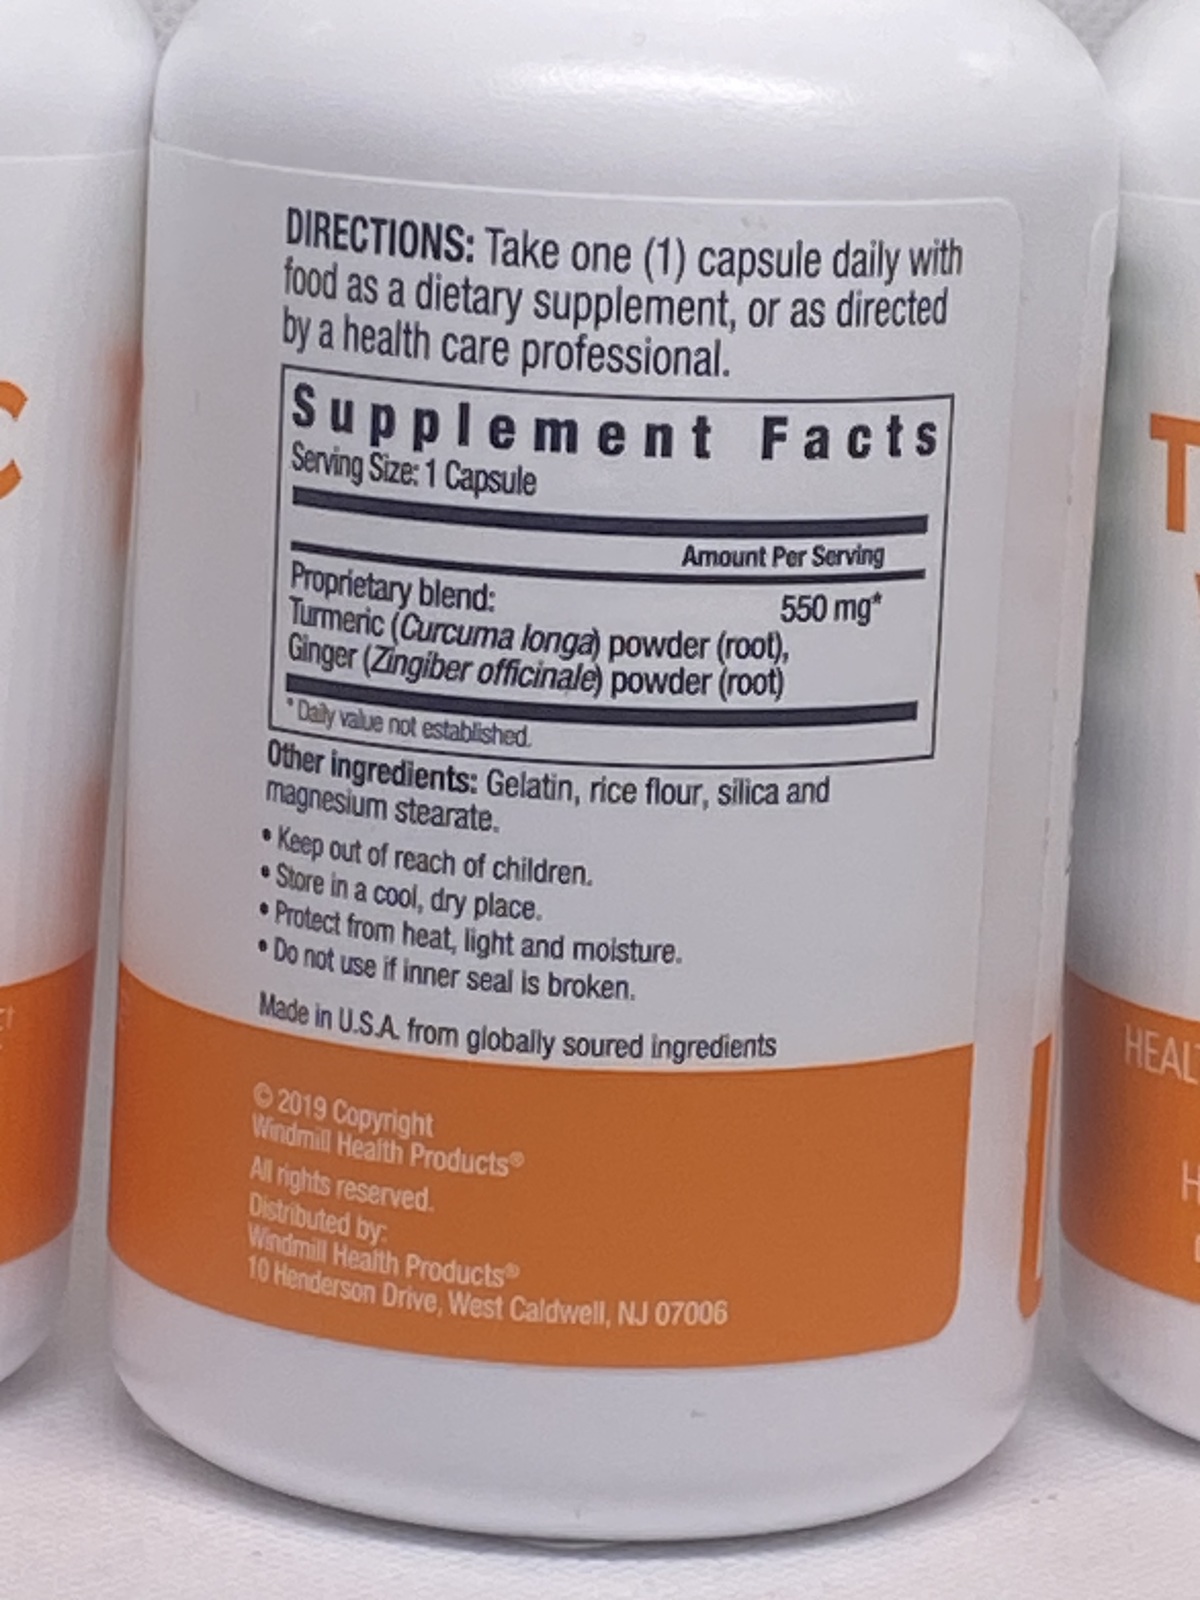 DIRECTIONS: Take one (1) capsule daily with
food as a dietary supplement, or as directed
by a health care professional.
Supplement Facts
Serving Size: 1 Capsule
Amount Per Serving
Proprietary blend: 550 mg*
Turmeric (Curcuma longa) powder (root),
Ginger (Zingiber officinale) powder (root)
* Daily value not established.
Other ingredients: Gelatin, rice flour, silica and
magnesium stearate.
• Keep out of reach of children.
• Store in a cool, dry place.
• Protect from heat, light and moisture.
• Do not use if inner seal is broken.
Made in U.S.A. from globally soured ingredients
© 2019 Copyright
Windmill Health Products®
All rights reserved.
Distributed by:
Windmill Health Products®
10 Henderson Drive, West Caldwell, NJ 07006
C
T
HEAL
H